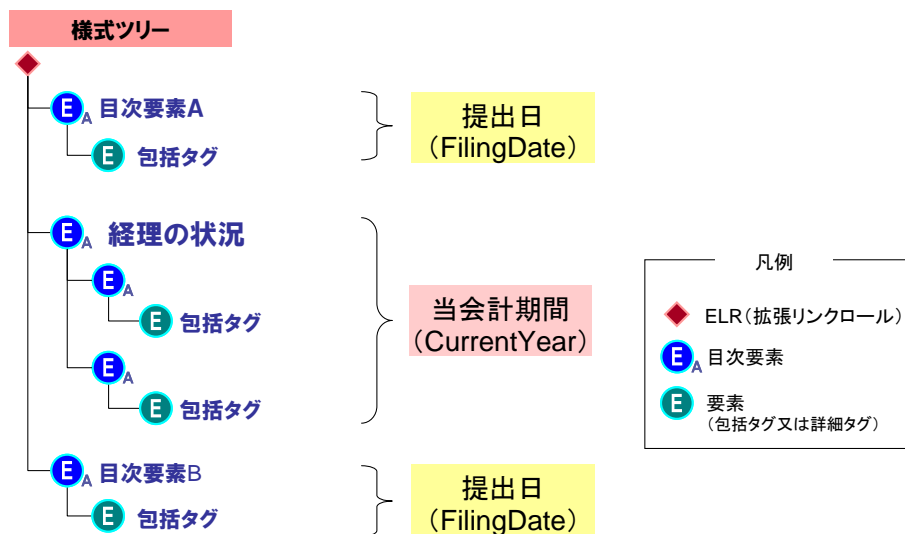 様式ツリー
E A 目次要素A
E 包括タグ
提出日
(FilingDate)
E A 経理の状況
E A
E 包括タグ
E A
E 包括タグ
当会計期間
(CurrentYear)
E A 目次要素B
E 包括タグ
提出日
(FilingDate)
凡例
ELR(拡張リンクロール)
E A 目次要素
E 要素
(包括タグ又は詳細タグ)